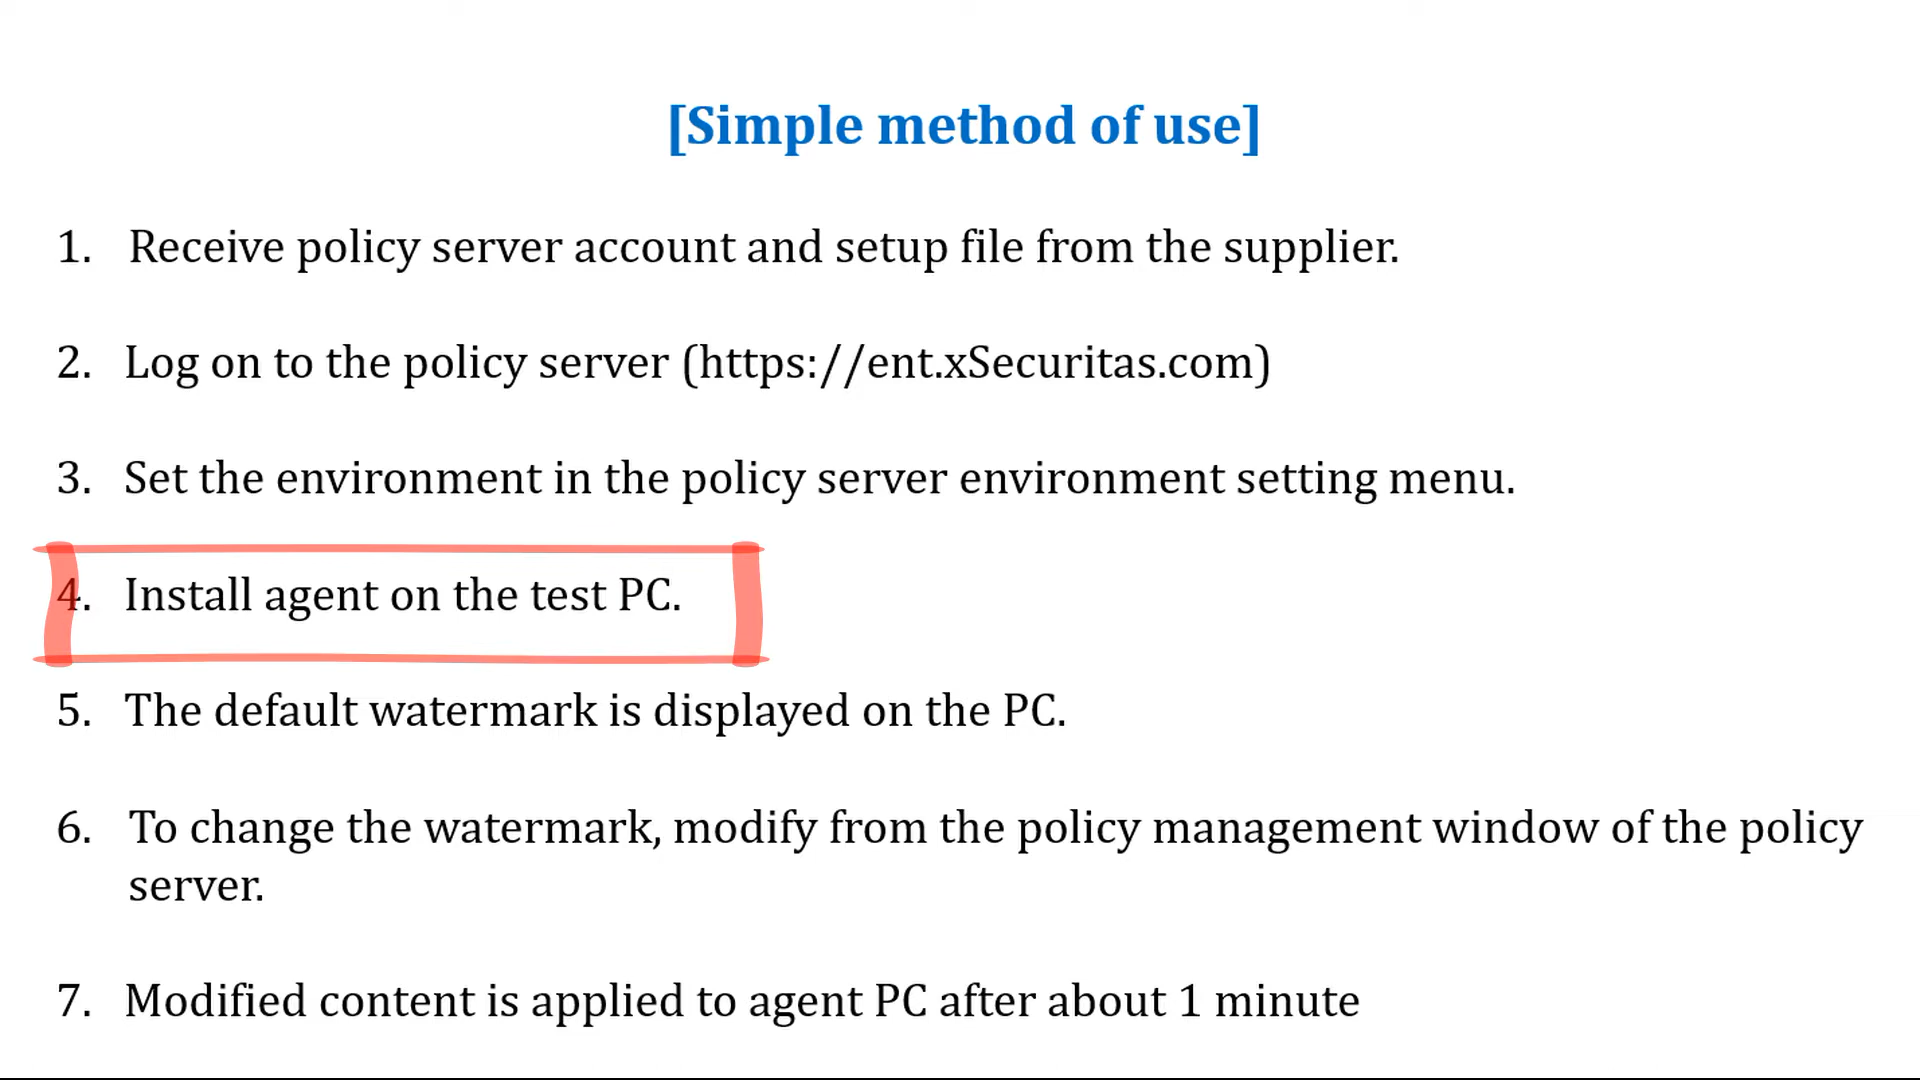 [Simple method of use]
1. Receive policy server account and setup file from the supplier.
2. Log on to the policy server (https://ent.xSecuritas.com)
3. Set the environment in the policy server environment setting menu.
4. Install agent on the test PC.
5. The default watermark is displayed on the PC.
6. To change the watermark, modify from the policy management window of the policy
server.
7. Modified content is applied to agent PC after about 1 minute